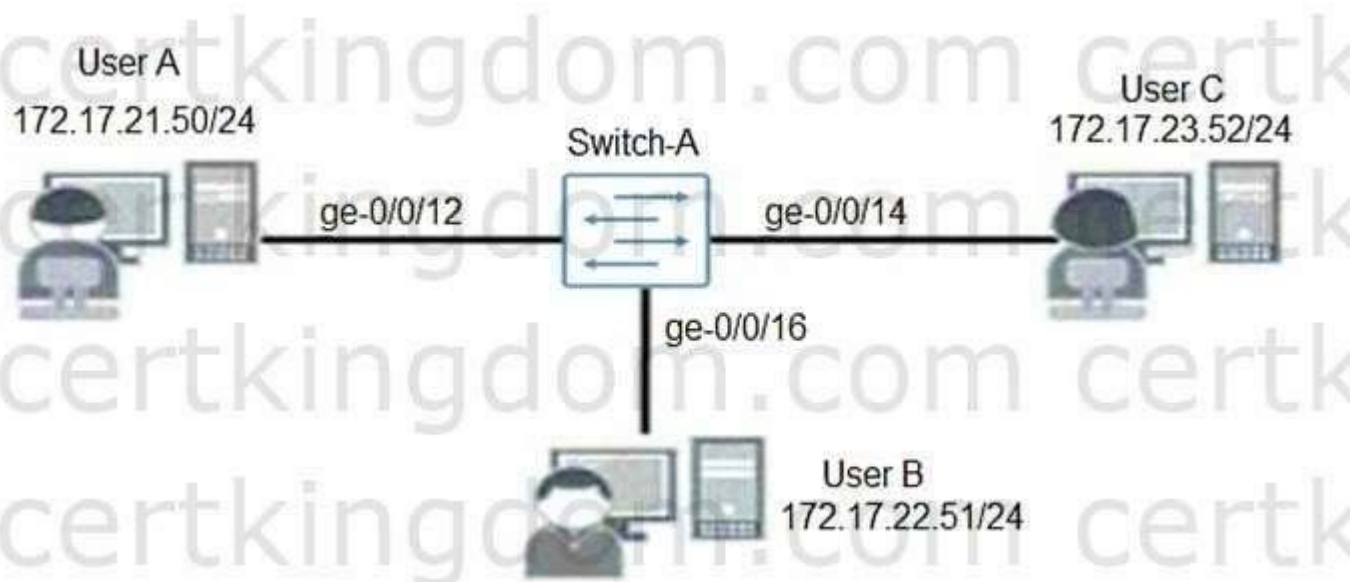 certkingdom.com certk
User A
172.17.21.50/24
User C
172.17.23.52/24
Switch-A
certkingdom.com certk
ge-0/0/12
ge-0/0/14
ge-0/0/16
certkingdom.com certk
User B
172.17.22.51/24
certkingdom.com certk